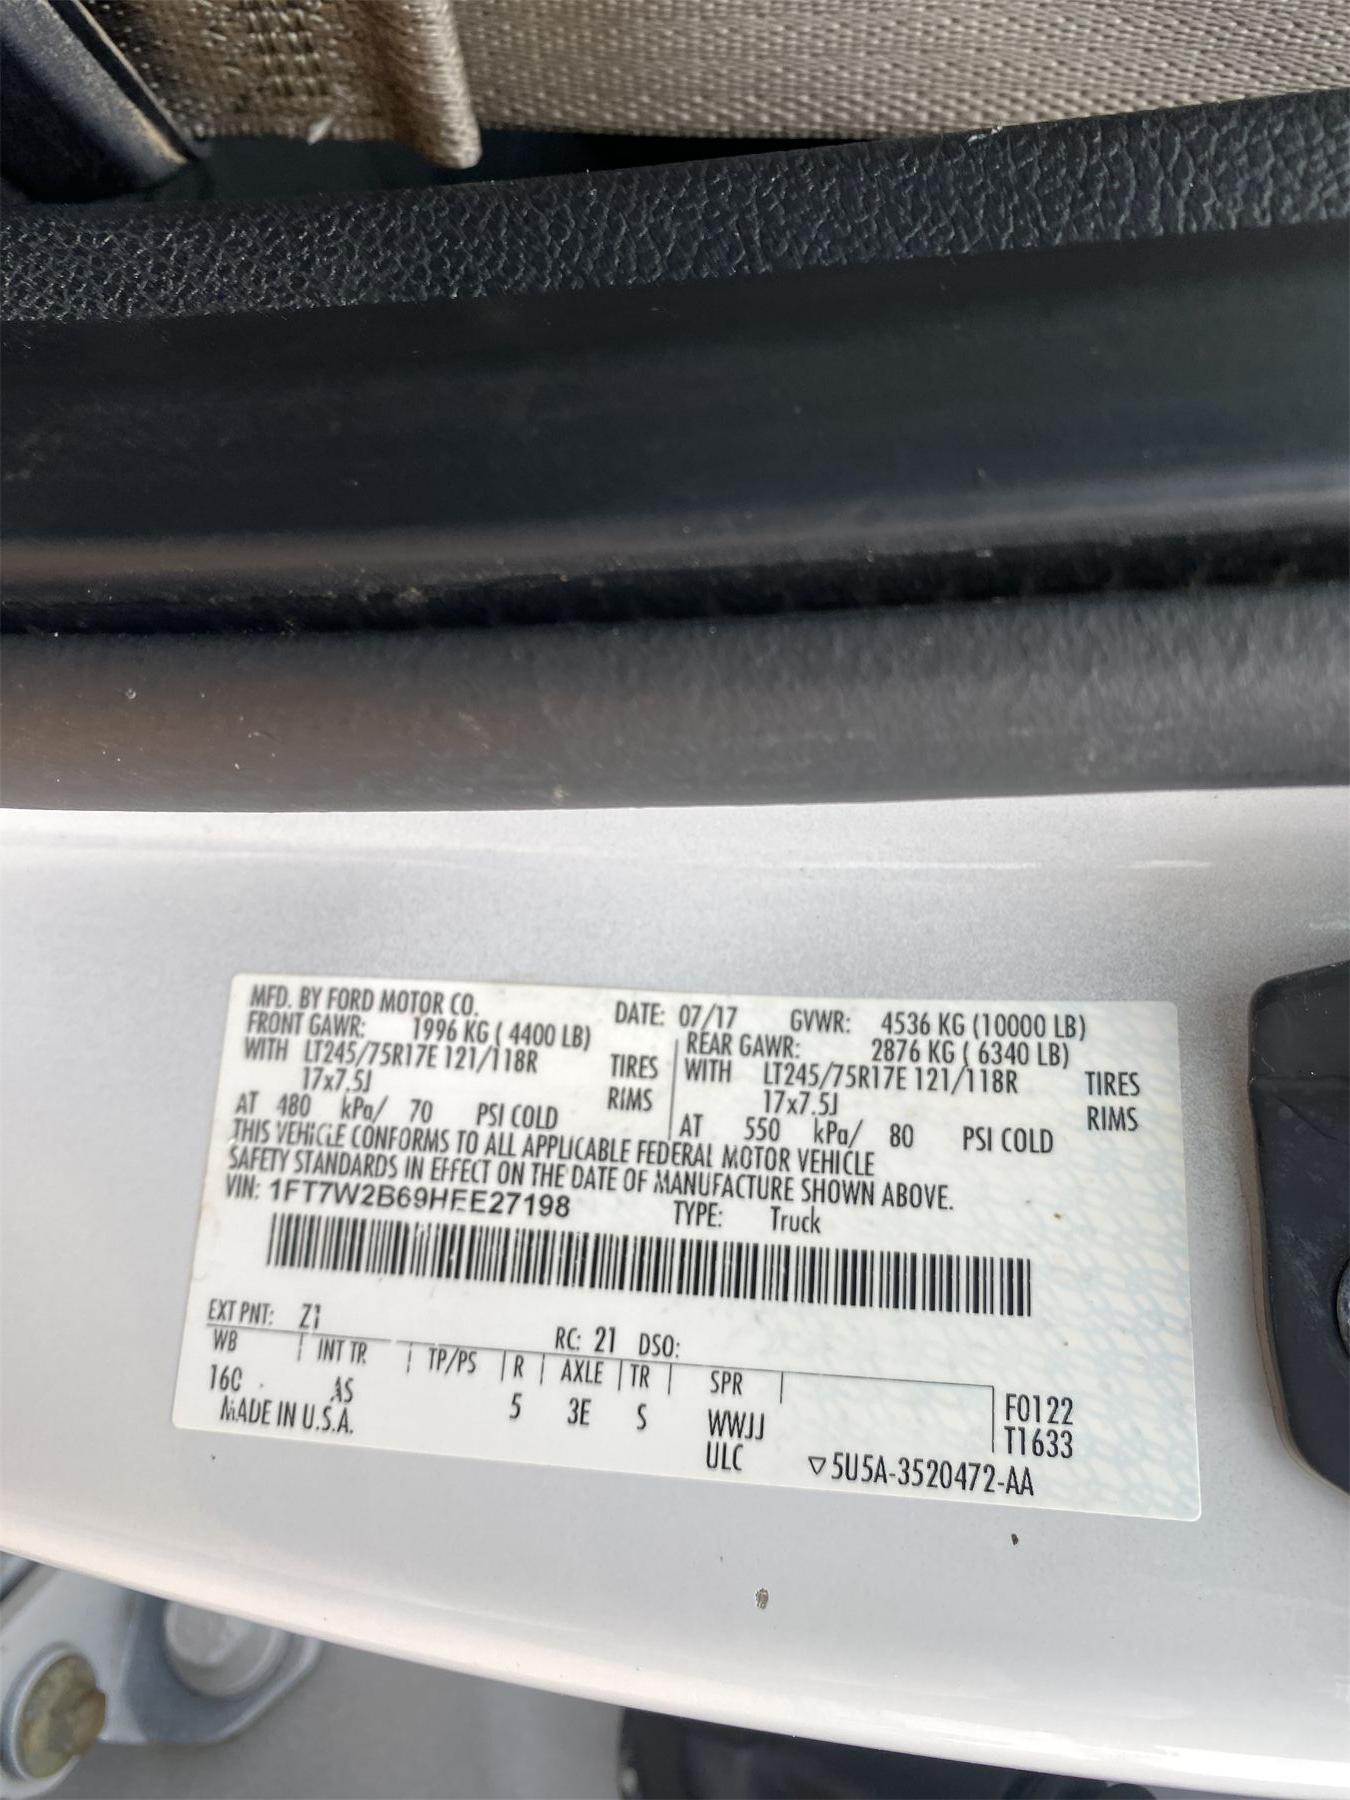 MFD. BY FORD MOTOR CO. DATE: 07/17 GVWR: 4536 KG (10000 LB)
FRONT GAWR: 1996 KG ( 4400 LB) REAR GAWR: 2876 KG ( 6340 LB)
WITH LT245/75R17E 121/118R TIRES WITH LT245/75R17E 121/118R TIRES
17x7.5J RIMS 17x7.5J RIMS
AT 480 kPa/ 70 PSI COLD AT 550 kPa/ 80 PSI COLD
THIS VEHICLE CONFORMS TO ALL APPLICABLE FEDERAL MOTOR VEHICLE
SAFETY STANDARDS IN EFFECT ON THE DATE OF MANUFACTURE SHOWN ABOVE.
VIN: 1FT7W2B69HEE27198 TYPE: Truck
EXT PNT: Z1 RC: 21 DSO:
WB INT TR TP/PS R AXLE TR SPR
160 AS 5 3E S WWJJ F0122
MADE IN U.S.A. ULC T1633
▽5U5A-3520472-AA